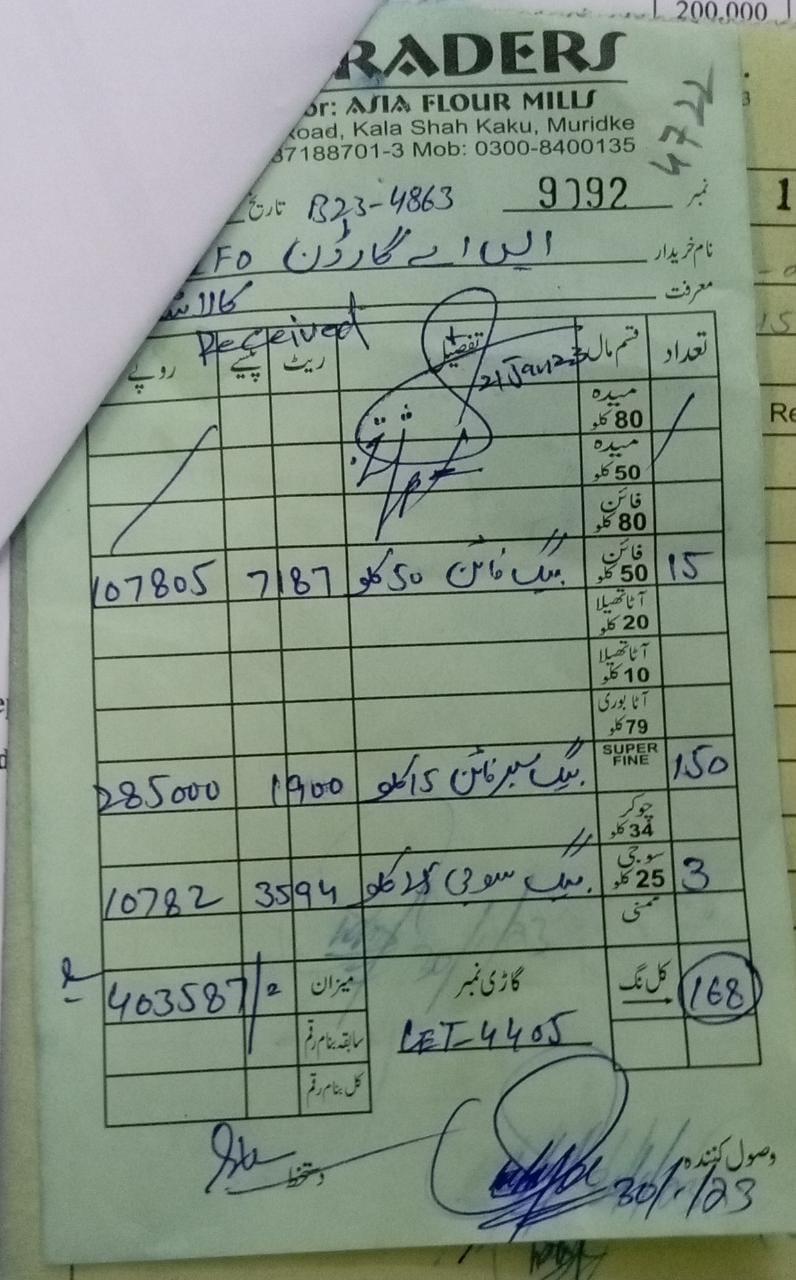 200,000
RADERS
or: ASIA FLOUR MILLS
Road, Kala Shah Kaku, Muridke
37188701-3 Mob: 0300-8400135
4722
نمبر 9792 تاریخ B23-4863
نام خریدار ایس اے گارڈن FO
معرفت
Received
تعداد قسم مال تفصیل ریٹ پیسے روپے
21 Jan 23
میدہ 80 کلو
میدہ 50 کلو
فائن 80 کلو
15 فائن 50 کلو بیگ فائن 50 کلو 7187 107805
آٹا تھیلا 20 کلو
آٹا تھیلا 10 کلو
آٹا بوری 79 کلو
150 SUPER FINE بیگ سپر فائن 15 کلو 1900 285000
چوکر 34 کلو
3 سوجی 25 کلو بیگ سوجی 25 کلو 3594 10782
168 کل نگ گاڑی نمبر میزان 403587/=
LET-4405 سابقہ بنام رقم
کل بنام رقم
وصول کنندہ دستخط
30/1/23